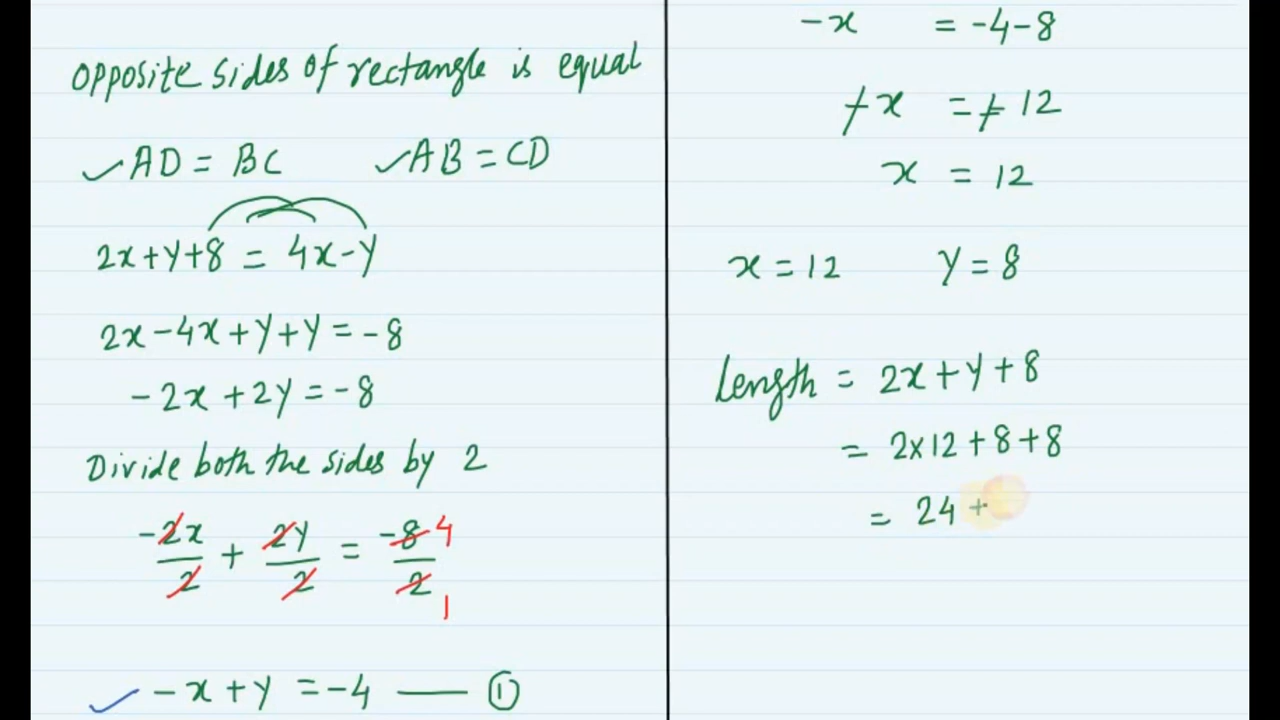 Opposite sides of rectangle is equal
✓AD = BC ✓AB = CD
2x+y+8 = 4x-y
2x-4x+y+y = -8
-2x+2y = -8
Divide both the sides by 2
-2x/2 + 2y/2 = -8/2 4 1
✓-x+y = -4 —— ①
-x = -4-8
-x = -12
x = 12
x = 12 y = 8
Length = 2x+y+8
= 2x12+8+8
= 24 +